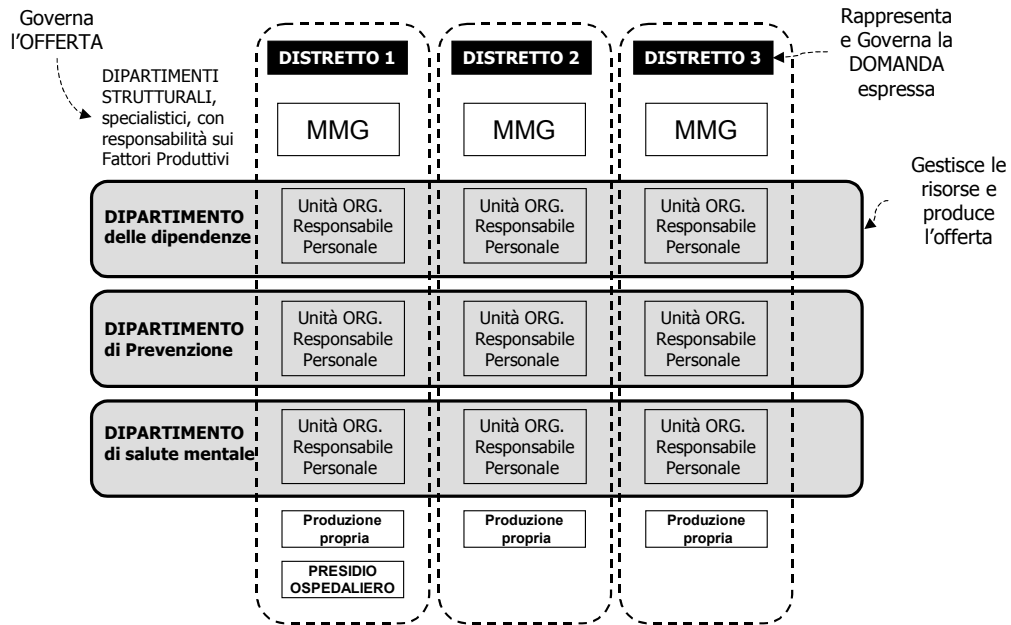 Governa
l'OFFERTA
DIPARTIMENTI
STRUTTURALI,
specialistici, con
responsabilità sui
Fattori Produttivi
DISTRETTO 1
DISTRETTO 2
DISTRETTO 3
Rappresenta
e Governa la
DOMANDA
espressa
MMG
MMG
MMG
Gestisce le
risorse e
produce
l'offerta
DIPARTIMENTO
delle dipendenze
Unità ORG.
Responsabile
Personale
Unità ORG.
Responsabile
Personale
Unità ORG.
Responsabile
Personale
DIPARTIMENTO
di Prevenzione
Unità ORG.
Responsabile
Personale
Unità ORG.
Responsabile
Personale
Unità ORG.
Responsabile
Personale
DIPARTIMENTO
di salute mentale
Unità ORG.
Responsabile
Personale
Unità ORG.
Responsabile
Personale
Unità ORG.
Responsabile
Personale
Produzione
propria
Produzione
propria
Produzione
propria
PRESIDIO
OSPEDALIERO